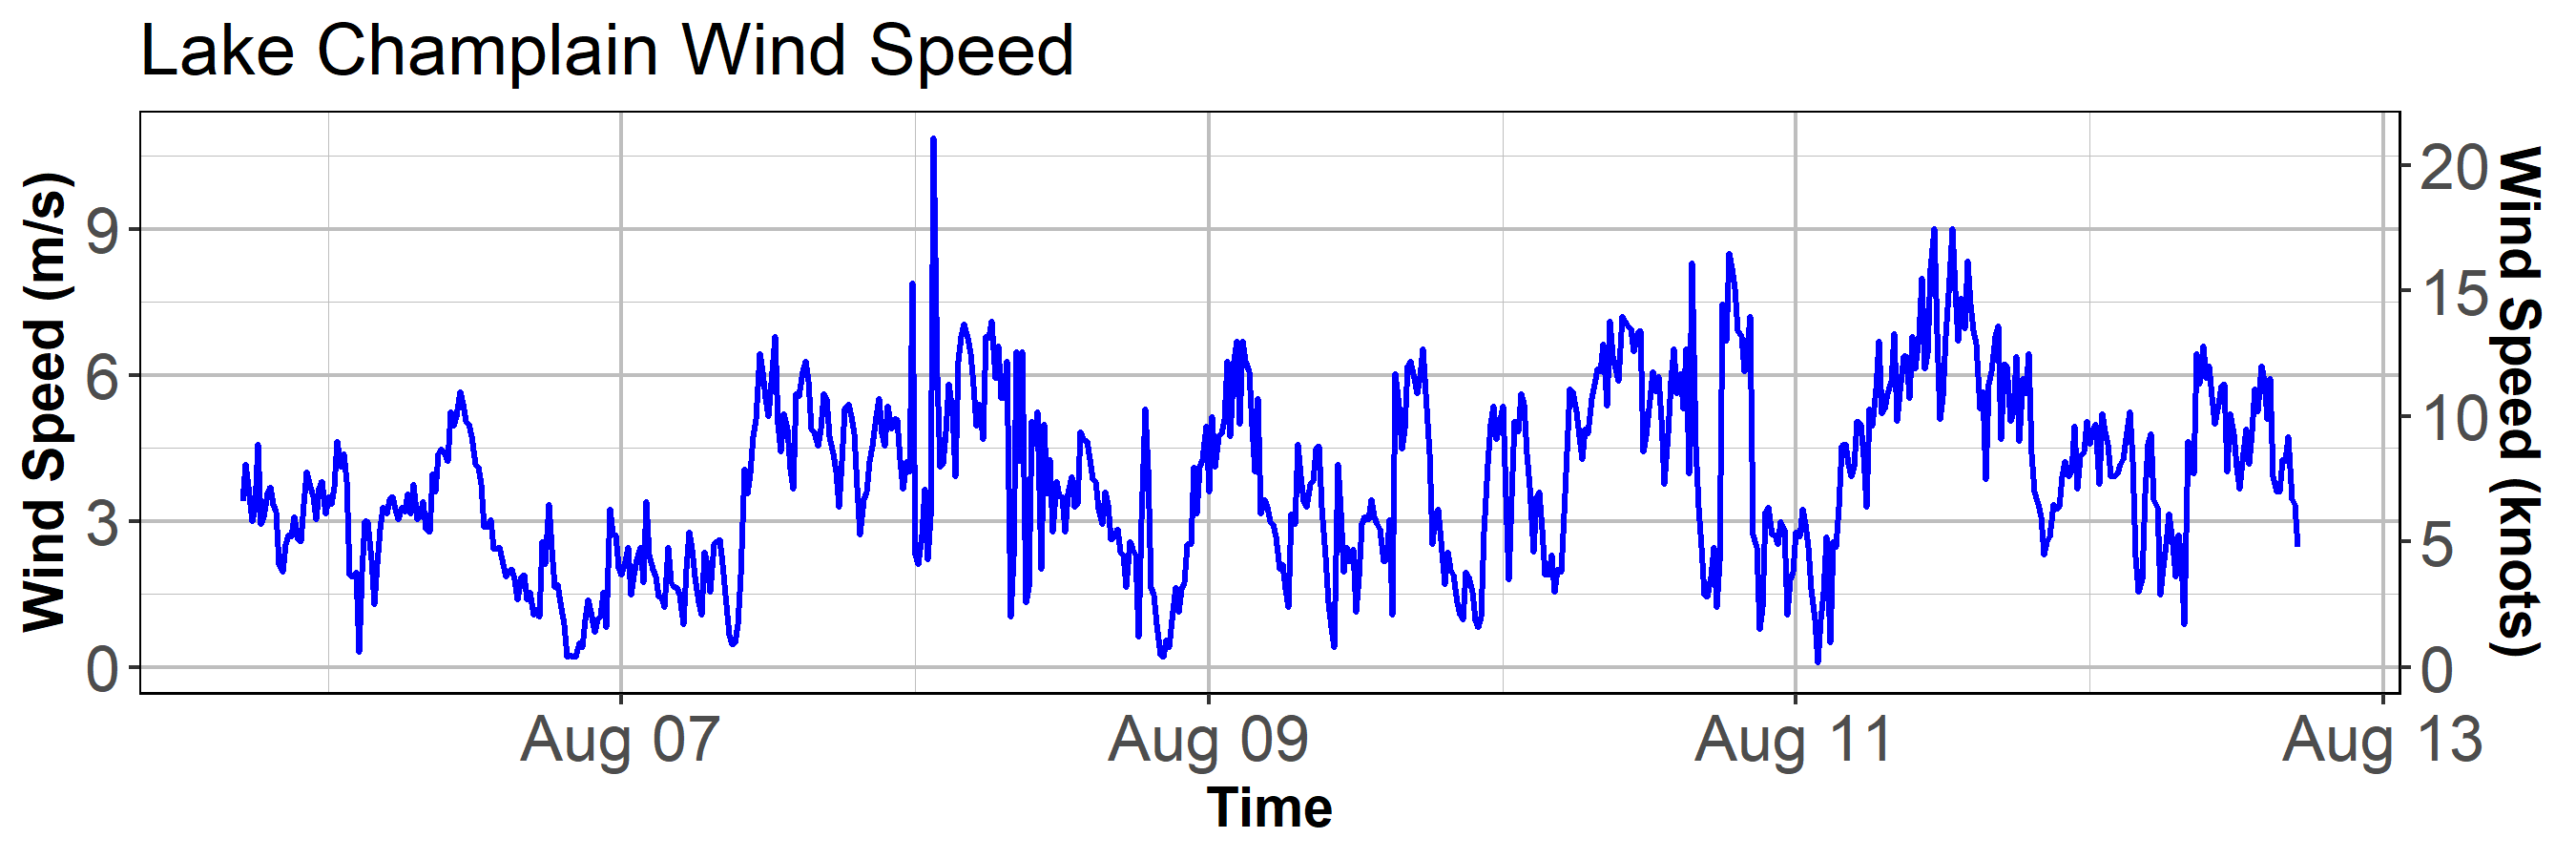 Lake Champlain Wind Speed
Wind Speed (m/s)
9
6
3
0
20
15
10
5
0
Wind Speed (knots)
Aug 07
Aug 09
Aug 11
Aug 13
Time